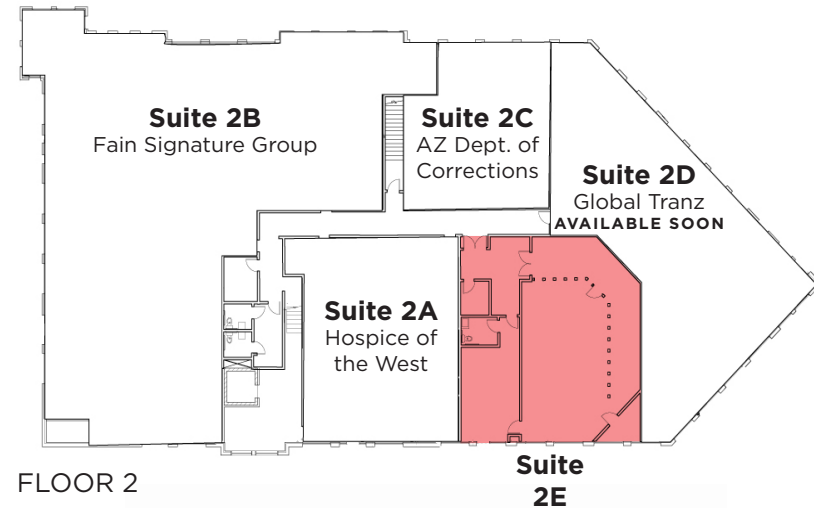 Suite 2B
Fain Signature Group
Suite 2C
AZ Dept. of
Corrections
Suite 2D
Global Tranz
AVAILABLE SOON
Suite 2A
Hospice of
the West
Suite
2E
FLOOR 2